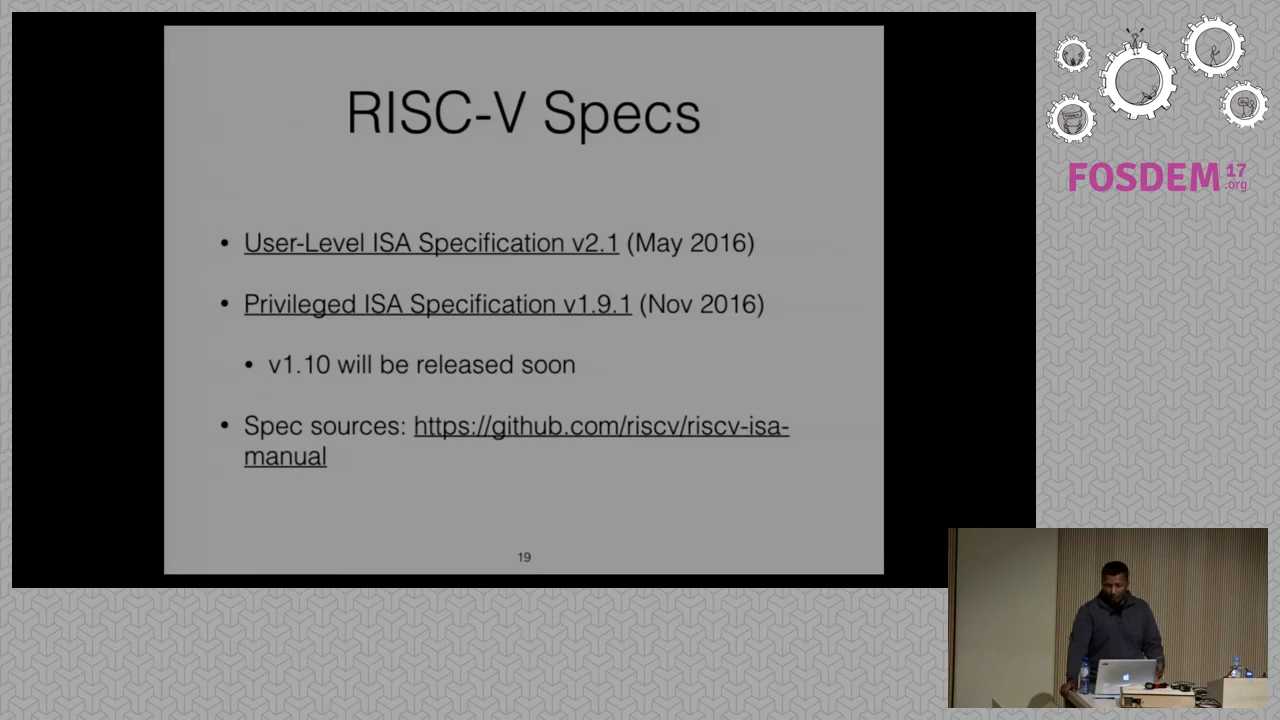 RISC-V Specs
• User-Level ISA Specification v2.1 (May 2016)
• Privileged ISA Specification v1.9.1 (Nov 2016)
• v1.10 will be released soon
• Spec sources: https://github.com/riscv/riscv-isa-
manual
19
FOSDEM 17
.org